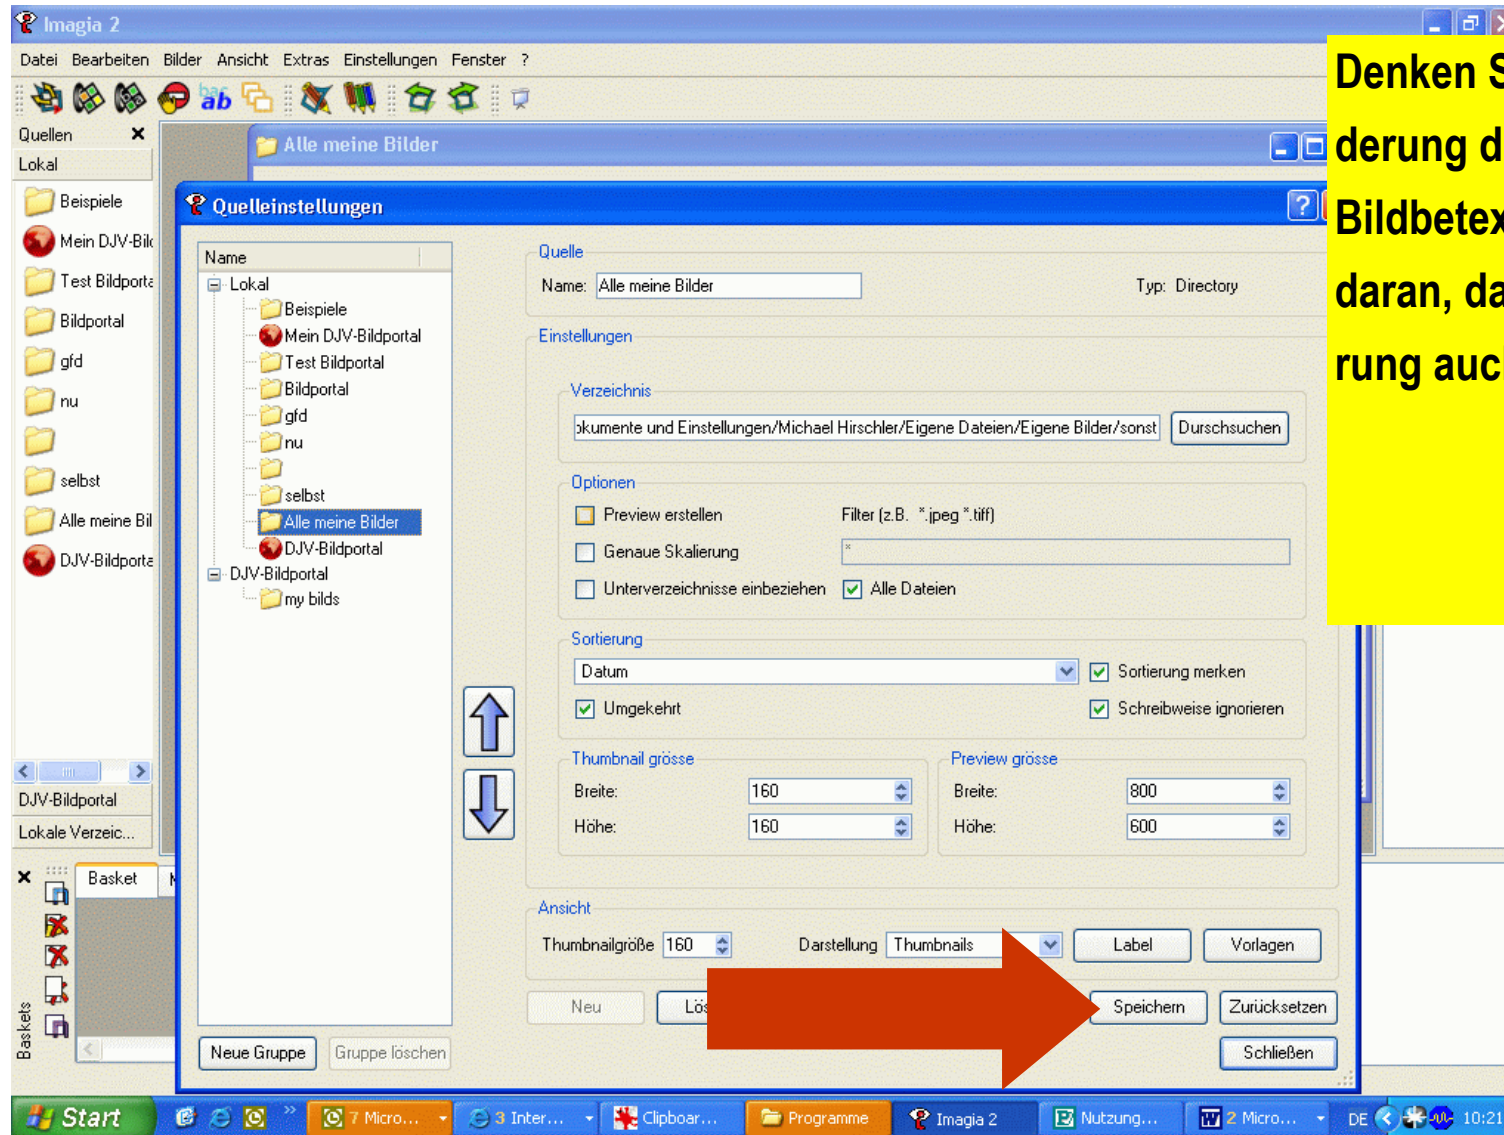 Imagia 2
Datei Bearbeiten Bilder Ansicht Extras Einstellungen Fenster ?
Denken S
derung d
Bildbetex
daran, da
rung auc
Quellen
Lokal
Beispiele
Mein DJV-Bild
Test Bildporta
Bildportal
gfd
nu
selbst
Alle meine Bil
DJV-Bildporta
DJV-Bildportal
Lokale Verzeic...
Alle meine Bilder
Quelleinstellungen
Name
Lokal
Beispiele
Mein DJV-Bildportal
Test Bildportal
Bildportal
gfd
nu
selbst
Alle meine Bilder
DJV-Bildportal
DJV-Bildportal
my bilds
Neue Gruppe Gruppe löschen
Quelle
Name: Alle meine Bilder Typ: Directory
Einstellungen
Verzeichnis
okumente und Einstellungen/Michael Hirschler/Eigene Dateien/Eigene Bilder/sonst Durschsuchen
Optionen
Preview erstellen Filter (z.B. *.jpeg *.tiff)
Genaue Skalierung *
Unterverzeichnisse einbeziehen Alle Dateien
Sortierung
Datum Sortierung merken
Umgekehrt Schreibweise ignorieren
Thumbnail grösse Preview grösse
Breite: 160 Breite: 800
Höhe: 160 Höhe: 600
Ansicht
Thumbnailgröße 160 Darstellung Thumbnails Label Vorlagen
Neu Lös Speichern Zurücksetzen
Schließen
Basket
Baskets
Start » 7 Micro... 3 Inter... Clipboar... Programme Imagia 2 Nutzung... 2 Micro... DE 10:21